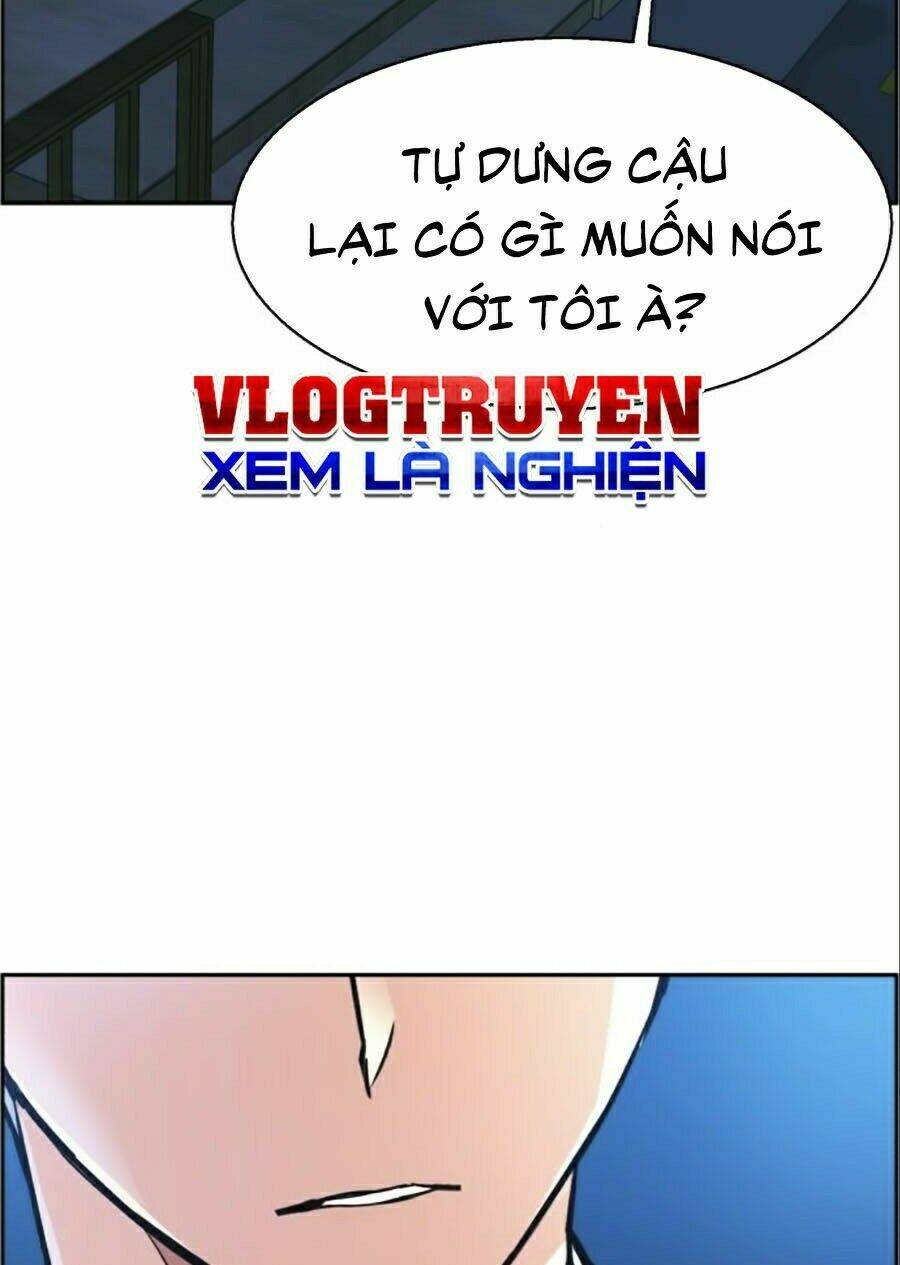 TỰ DƯNG CẬU
LẠI CÓ GÌ MUỐN NÓI
VỚI TÔI À?
VLOGTRUYEN
XEM LÀ NGHIỆN